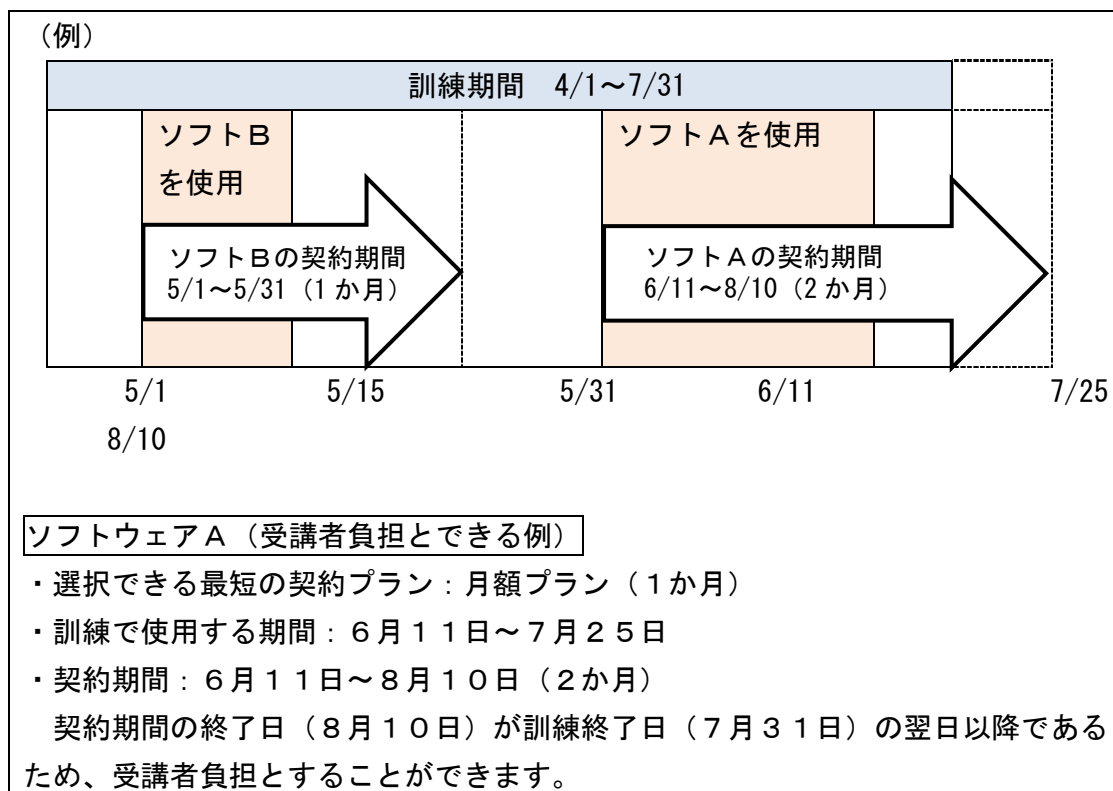 （例）
訓練期間　4/1～7/31
ソフトＢ
を使用
ソフトＡを使用
ソフトＢの契約期間
5/1～5/31（1 か月）
ソフトＡの契約期間
6/11～8/10（2 か月）
5/1　5/15　5/31　6/11　7/25
8/10
ソフトウェアＡ（受講者負担とできる例）
・選択できる最短の契約プラン：月額プラン（１か月）
・訓練で使用する期間：６月１１日～７月２５日
・契約期間：６月１１日～８月１０日（２か月）
契約期間の終了日（８月１０日）が訓練終了日（７月３１日）の翌日以降である
ため、受講者負担とすることができます。